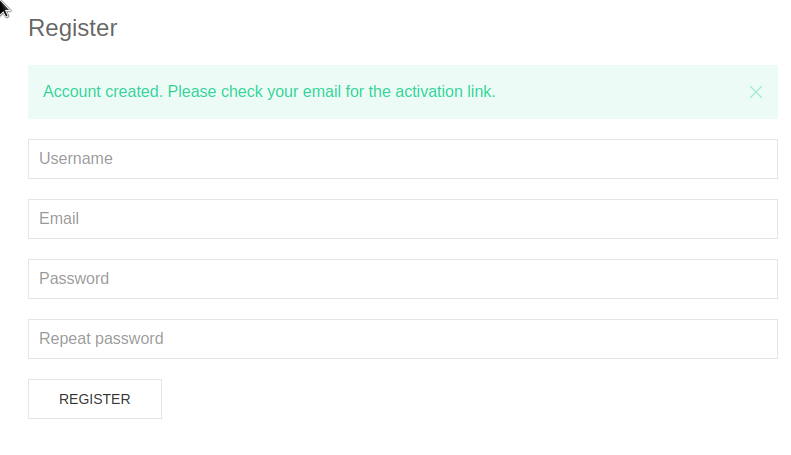 Register
Account created. Please check your email for the activation link.
Username
Email
Password
Repeat password
REGISTER